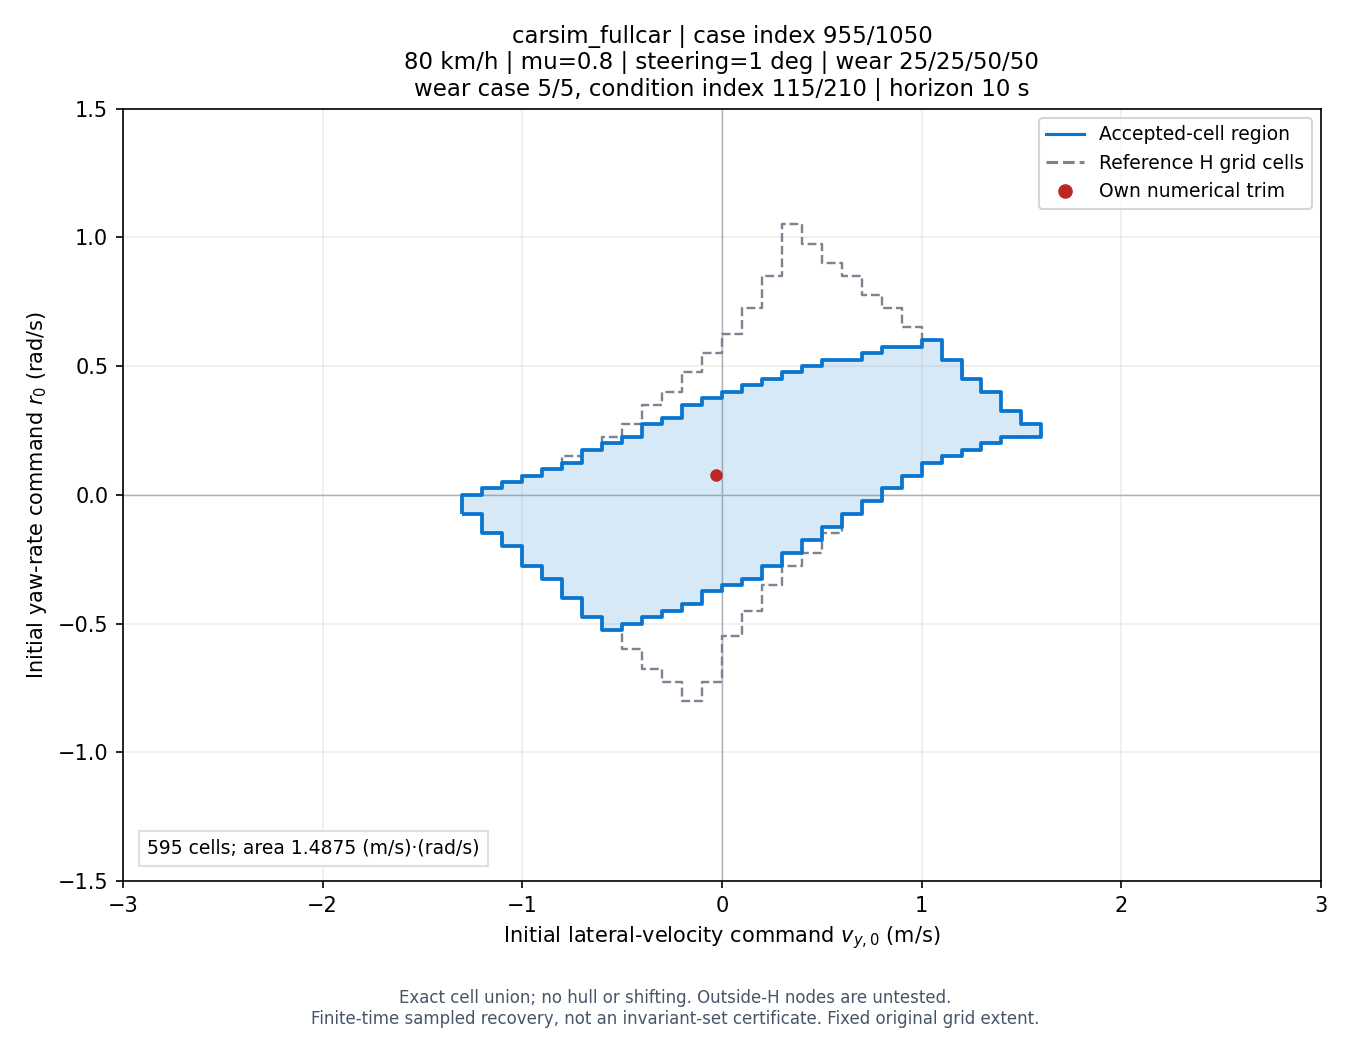 carsim_fullcar | case index 955/1050
80 km/h | mu=0.8 | steering=1 deg | wear 25/25/50/50
wear case 5/5, condition index 115/210 | horizon 10 s
Accepted-cell region
Reference H grid cells
Own numerical trim
1.5
1.0
0.5
0.0
−0.5
−1.0
−1.5
Initial yaw-rate command r₀ (rad/s)
595 cells; area 1.4875 (m/s)·(rad/s)
−3
−2
−1
0
1
2
3
Initial lateral-velocity command v_{y,0} (m/s)
Exact cell union; no hull or shifting. Outside-H nodes are untested.
Finite-time sampled recovery, not an invariant-set certificate. Fixed original grid extent.